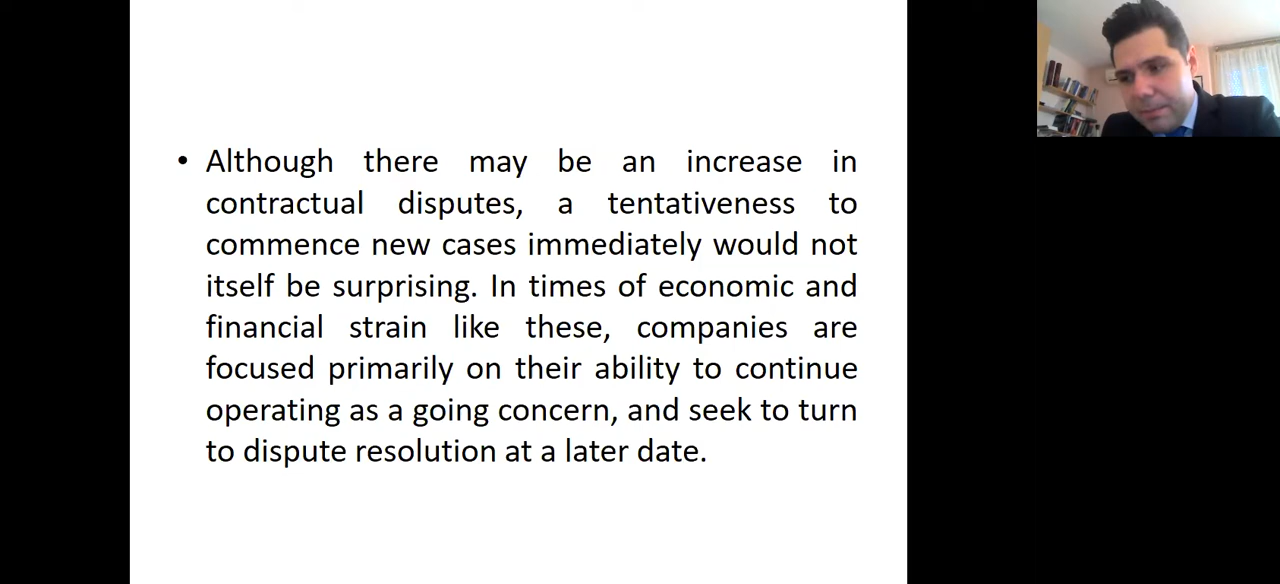 • Although there may be an increase in
contractual disputes, a tentativeness to
commence new cases immediately would not
itself be surprising. In times of economic and
financial strain like these, companies are
focused primarily on their ability to continue
operating as a going concern, and seek to turn
to dispute resolution at a later date.